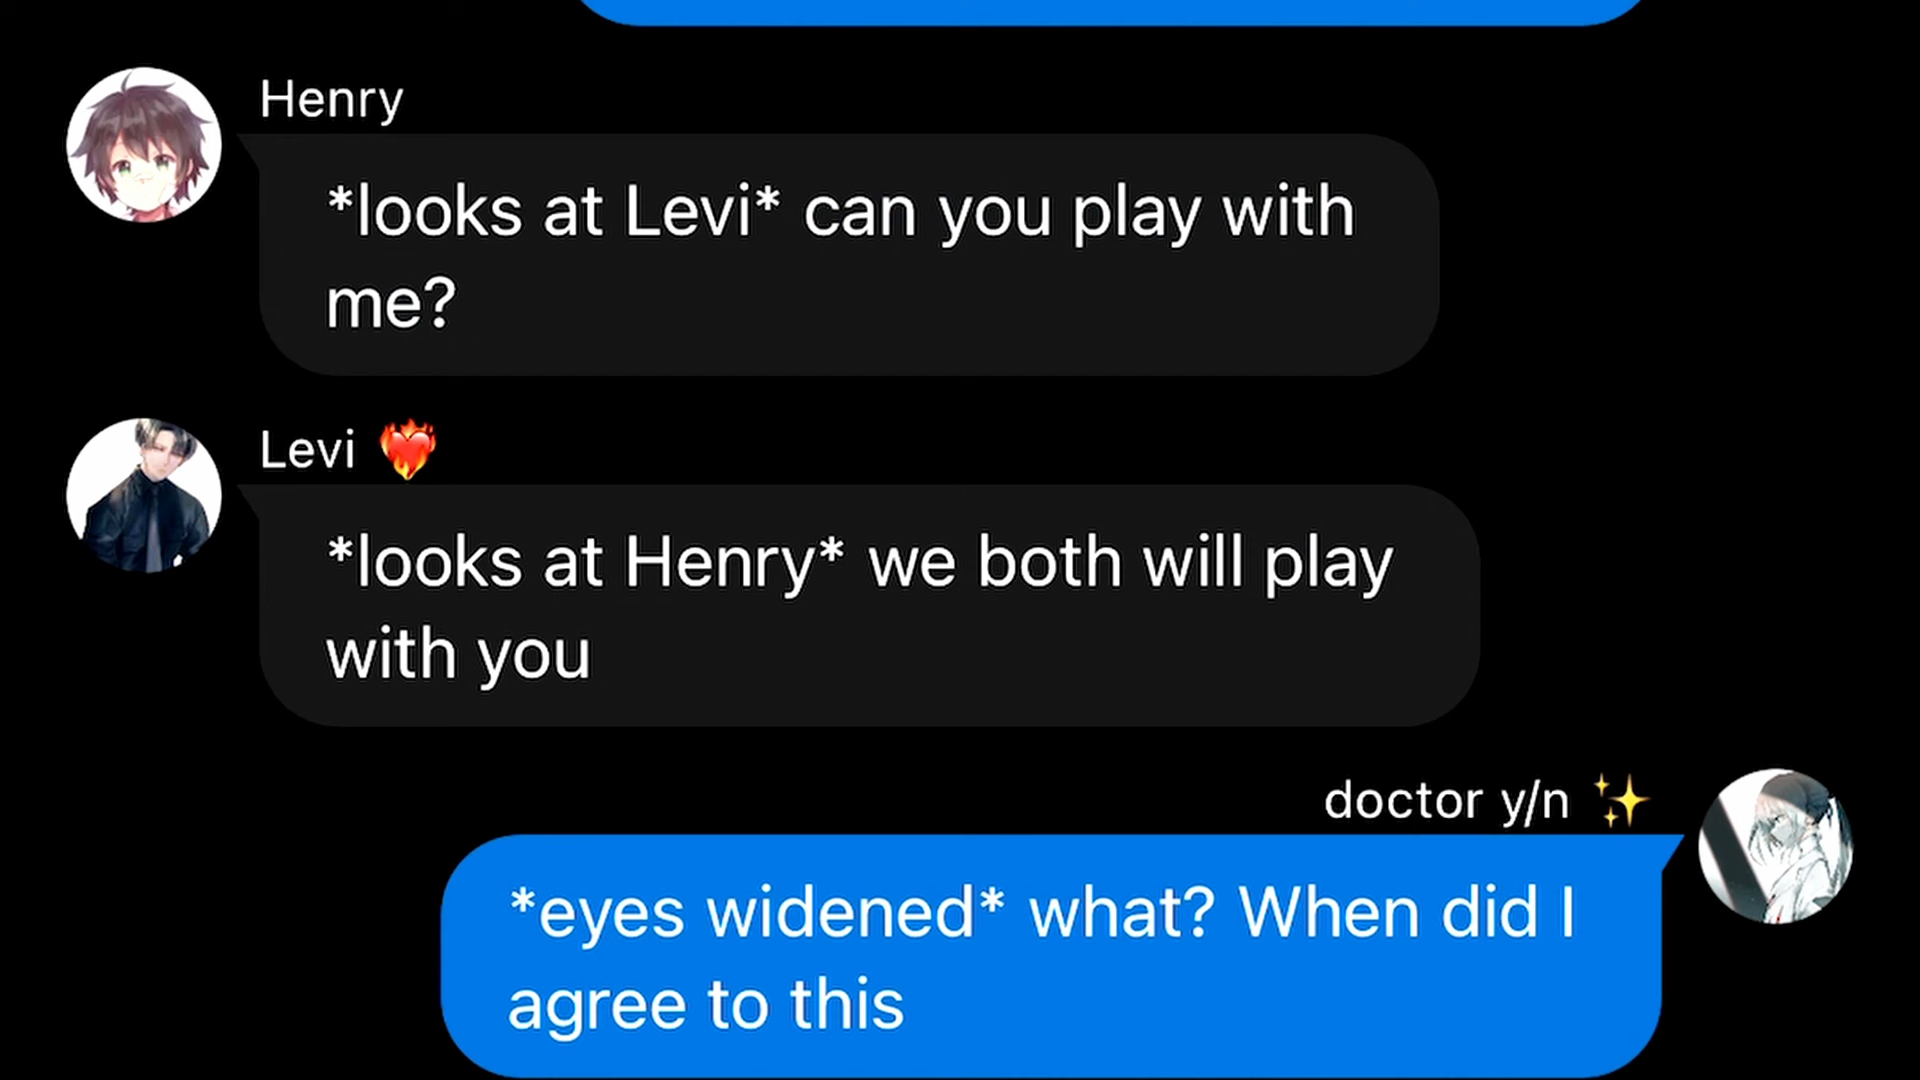 Henry
*looks at Levi* can you play with
me?
Levi ❤️‍🔥
*looks at Henry* we both will play
with you
doctor y/n ✨
*eyes widened* what? When did I
agree to this